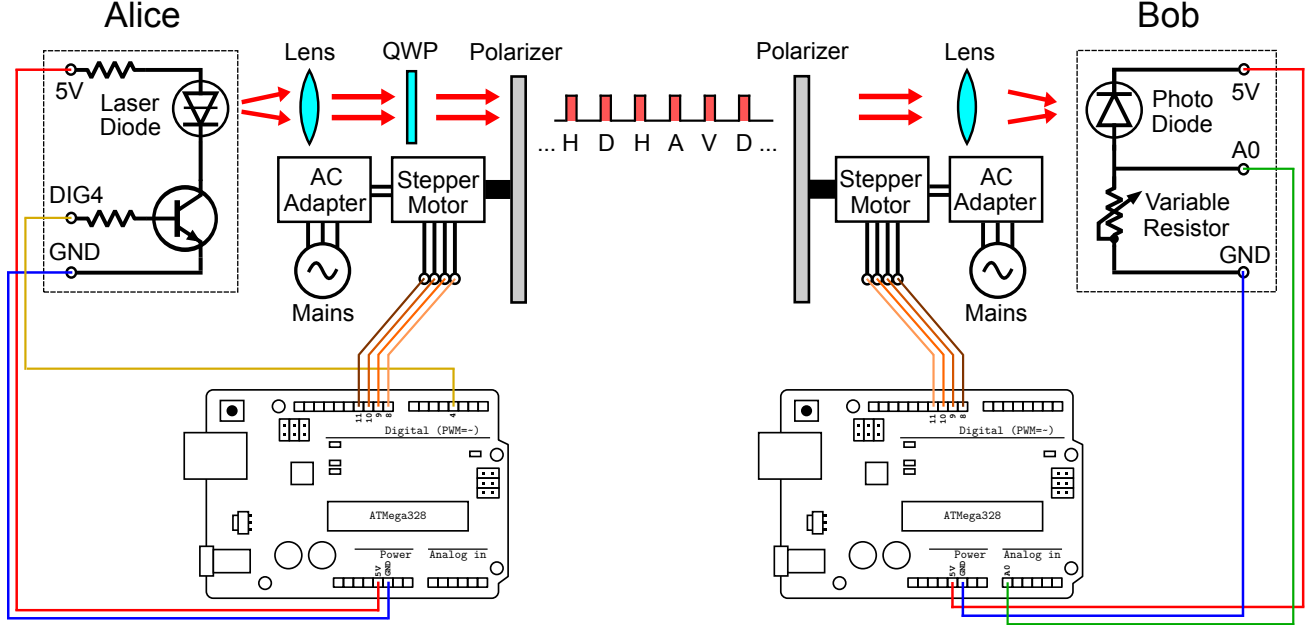 Alice
Bob
Lens
QWP
Polarizer
Polarizer
Lens
5V
Laser
Diode
DIG4
GND
AC
Adapter
Stepper
Motor
Mains
... H D H A V D ...
Stepper
Motor
AC
Adapter
Mains
Photo
Diode
5V
A0
Variable
Resistor
GND
11 10 9 8 4
Digital (PWM=~)
ATMega328
Power Analog in
5V GND
11 10 9 8
Digital (PWM=~)
ATMega328
Power Analog in
5V GND A0